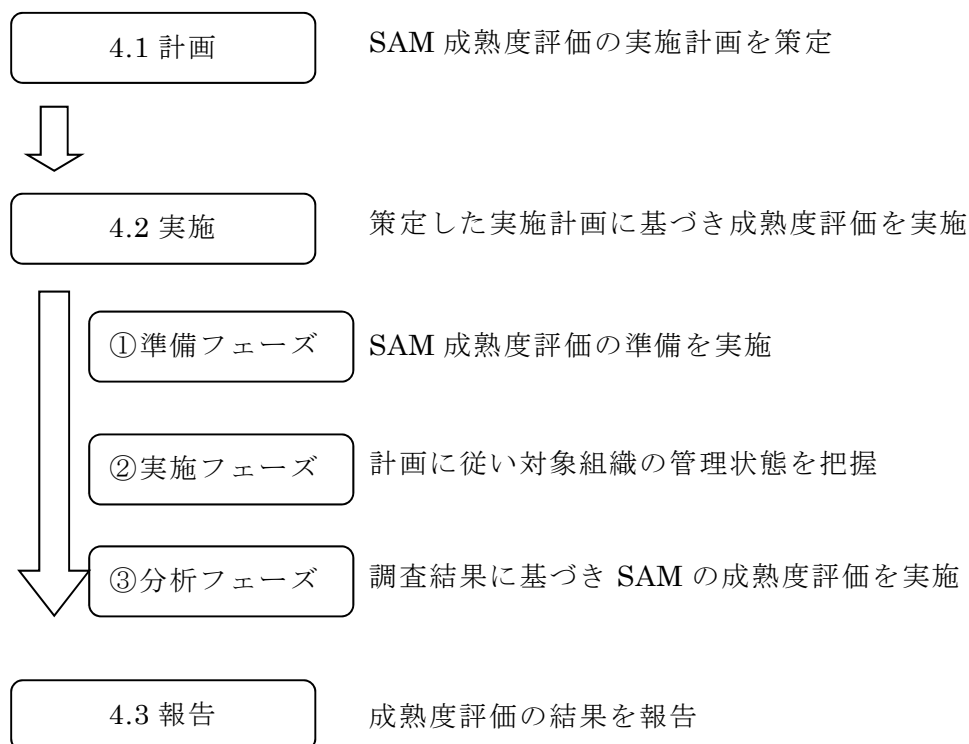 4.1 計画
SAM 成熟度評価の実施計画を策定
4.2 実施
策定した実施計画に基づき成熟度評価を実施
①準備フェーズ
SAM 成熟度評価の準備を実施
②実施フェーズ
計画に従い対象組織の管理状態を把握
③分析フェーズ
調査結果に基づき SAM の成熟度評価を実施
4.3 報告
成熟度評価の結果を報告